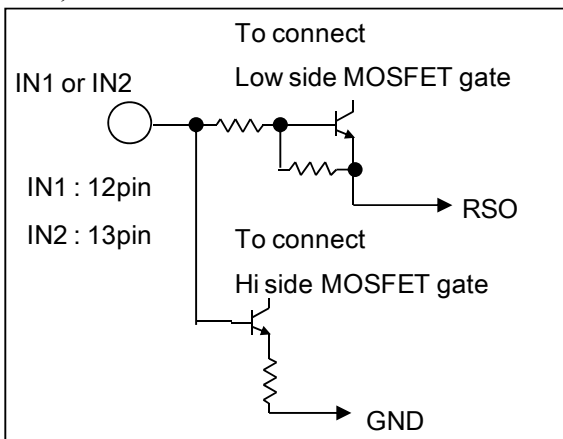 To connect
Low side MOSFET gate
IN1 or IN2
IN1 : 12pin
IN2 : 13pin
RSO
To connect
Hi side MOSFET gate
GND